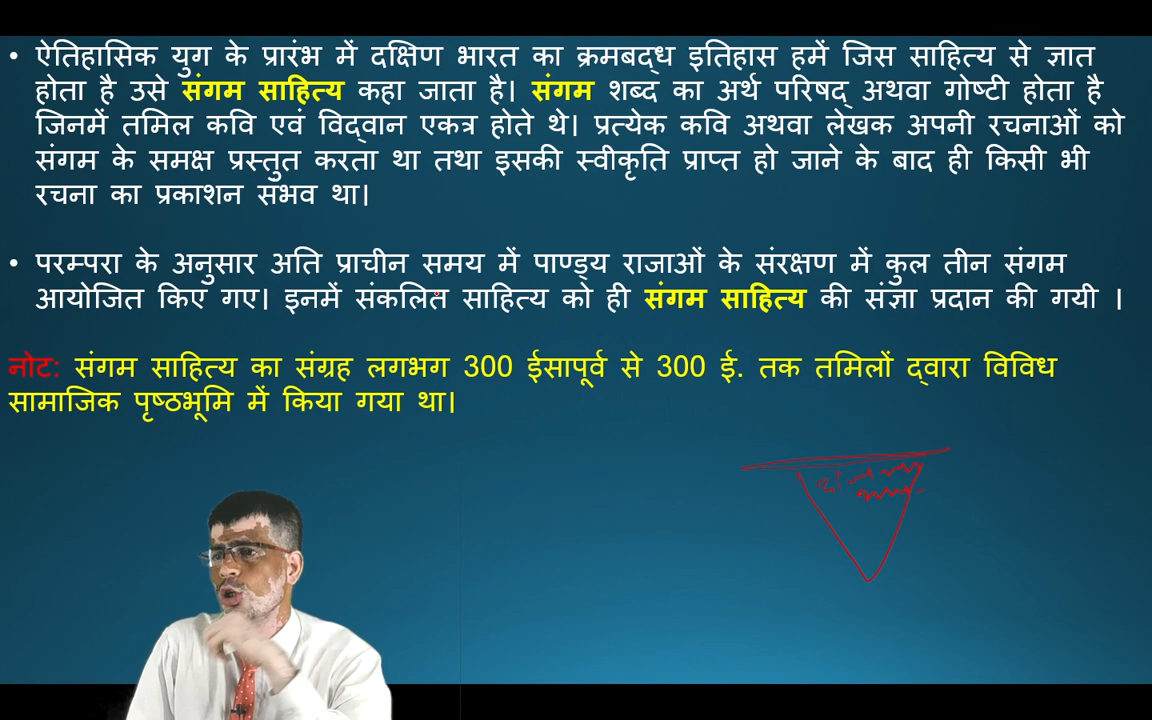 • ऐतिहासिक युग के प्रारंभ में दक्षिण भारत का क्रमबद्ध इतिहास हमें जिस साहित्य से ज्ञात
होता है उसे संगम साहित्य कहा जाता है। संगम शब्द का अर्थ परिषद् अथवा गोष्टी होता है
जिनमें तमिल कवि एवं विद्वान एकत्र होते थे। प्रत्येक कवि अथवा लेखक अपनी रचनाओं को
संगम के समक्ष प्रस्तुत करता था तथा इसकी स्वीकृति प्राप्त हो जाने के बाद ही किसी भी
रचना का प्रकाशन संभव था।
• परम्परा के अनुसार अति प्राचीन समय में पाण्ड्य राजाओं के संरक्षण में कुल तीन संगम
आयोजित किए गए। इनमें संकलित साहित्य को ही संगम साहित्य की संज्ञा प्रदान की गयी ।
नोट: संगम साहित्य का संग्रह लगभग 300 ईसापूर्व से 300 ई. तक तमिलों द्वारा विविध
सामाजिक पृष्ठभूमि में किया गया था।